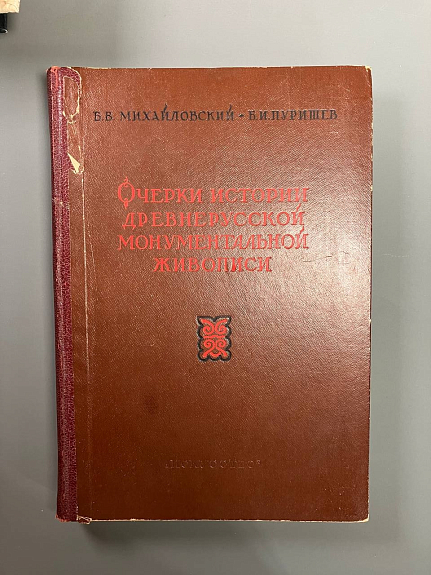 Б. В. МИХАЙЛОВСКИЙ • Б. И. ПУРИШЕВ
ОЧЕРКИ ИСТОРИИ
ДРЕВНЕРУССКОЙ
МОНУМЕНТАЛЬНОЙ
ЖИВОПИСИ